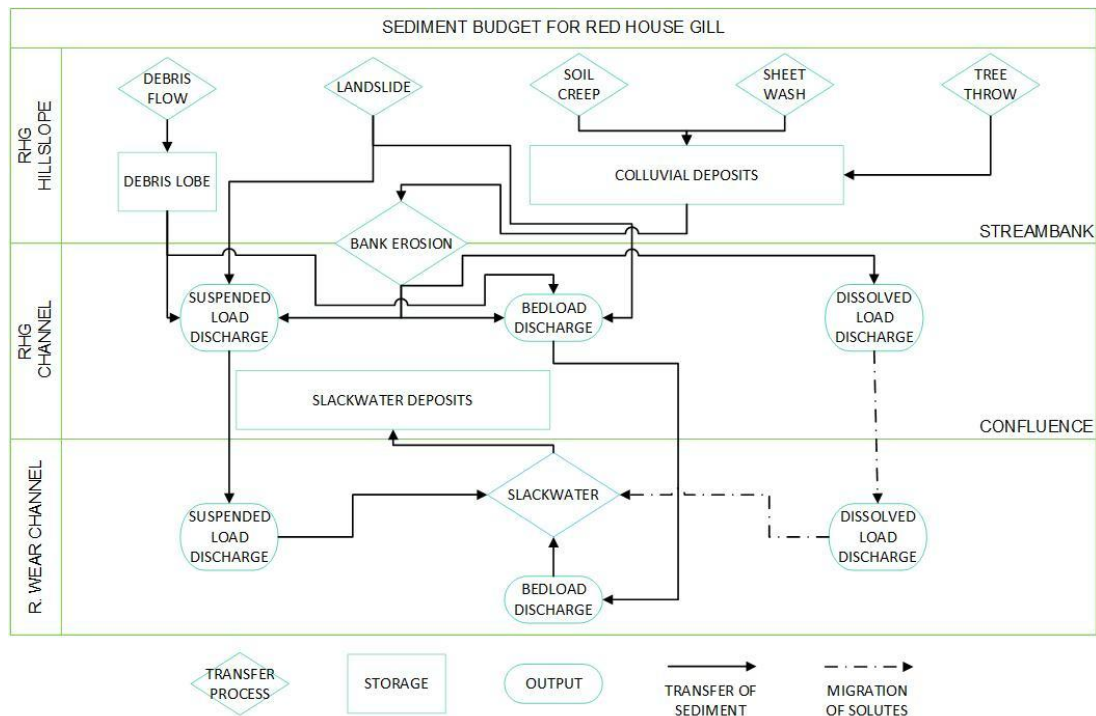 SEDIMENT BUDGET FOR RED HOUSE GILL
RHG
HILLSLOPE
DEBRIS
FLOW
LANDSLIDE
SOIL
CREEP
SHEET
WASH
TREE
THROW
DEBRIS LOBE
COLLUVIAL DEPOSITS
BANK EROSION
STREAMBANK
RHG
CHANNEL
SUSPENDED
LOAD
DISCHARGE
BEDLOAD
DISCHARGE
DISSOLVED
LOAD
DISCHARGE
SLACKWATER DEPOSITS
CONFLUENCE
R. WEAR CHANNEL
SUSPENDED
LOAD
DISCHARGE
SLACKWATER
DISSOLVED
LOAD
DISCHARGE
BEDLOAD
DISCHARGE
TRANSFER
PROCESS
STORAGE
OUTPUT
TRANSFER OF
SEDIMENT
MIGRATION
OF SOLUTES